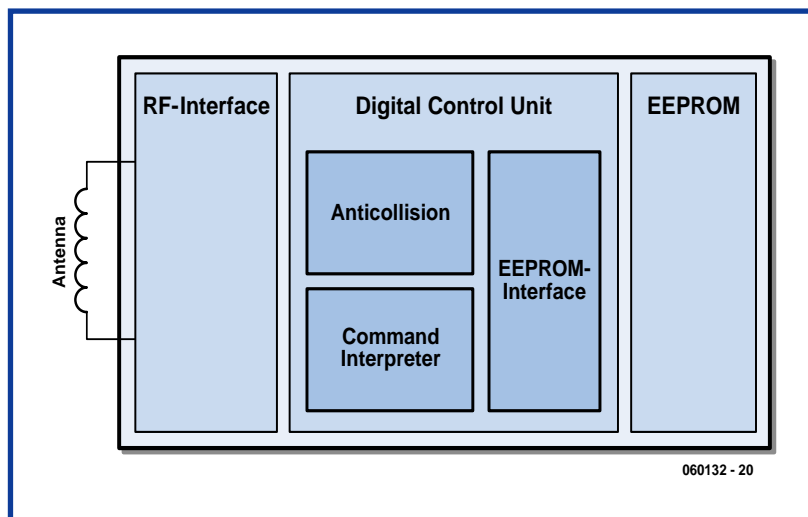 RF-Interface
Digital Control Unit
EEPROM
Antenna
Anticollision
EEPROM-
Interface
Command
Interpreter
060132 - 20